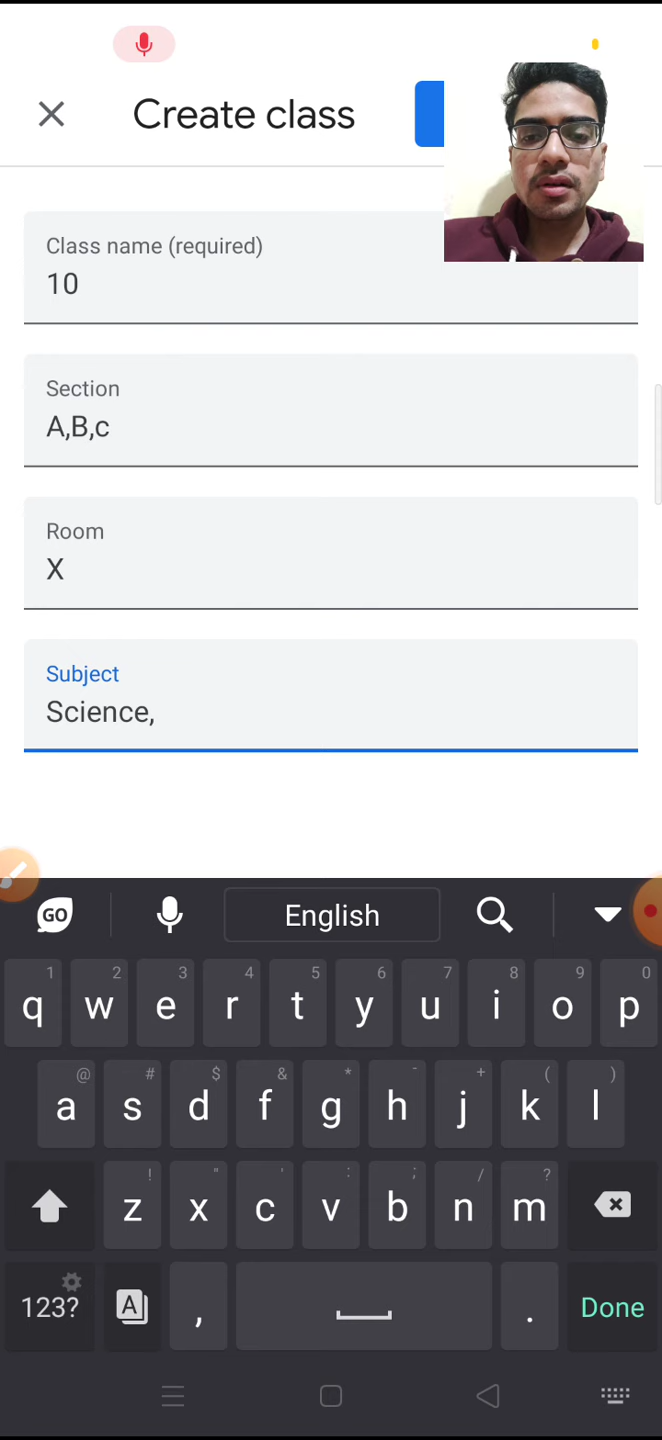 Create class
Class name (required)
10
Section
A,B,c
Room
X
Subject
Science,
GO
English
1 2 3 4 5 6 7 8 9 0
q w e r t y u i o p
@ # $ & * - + ( )
a s d f g h j k l
! " ' : ; / ?
z x c v b n m
123? A , . Done